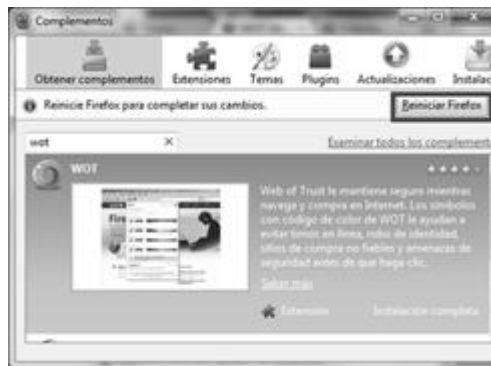 Complementos
Obtener complementos Extensiones Temas Plugins Actualizaciones Instalac
Reinicie Firefox para completar sus cambios. Reiniciar Firefox
wot Examinar todos los complement
WOT
Web of Trust le mantiene seguro mientras
navega y compra en Internet. Los símbolos
con código de color de WOT le ayudan a
evitar timos en línea, robo de identidad,
sitios de compra no fiables y amenazas de
seguridad antes de que haga clic.
Saber más
Extensión Instalación completa